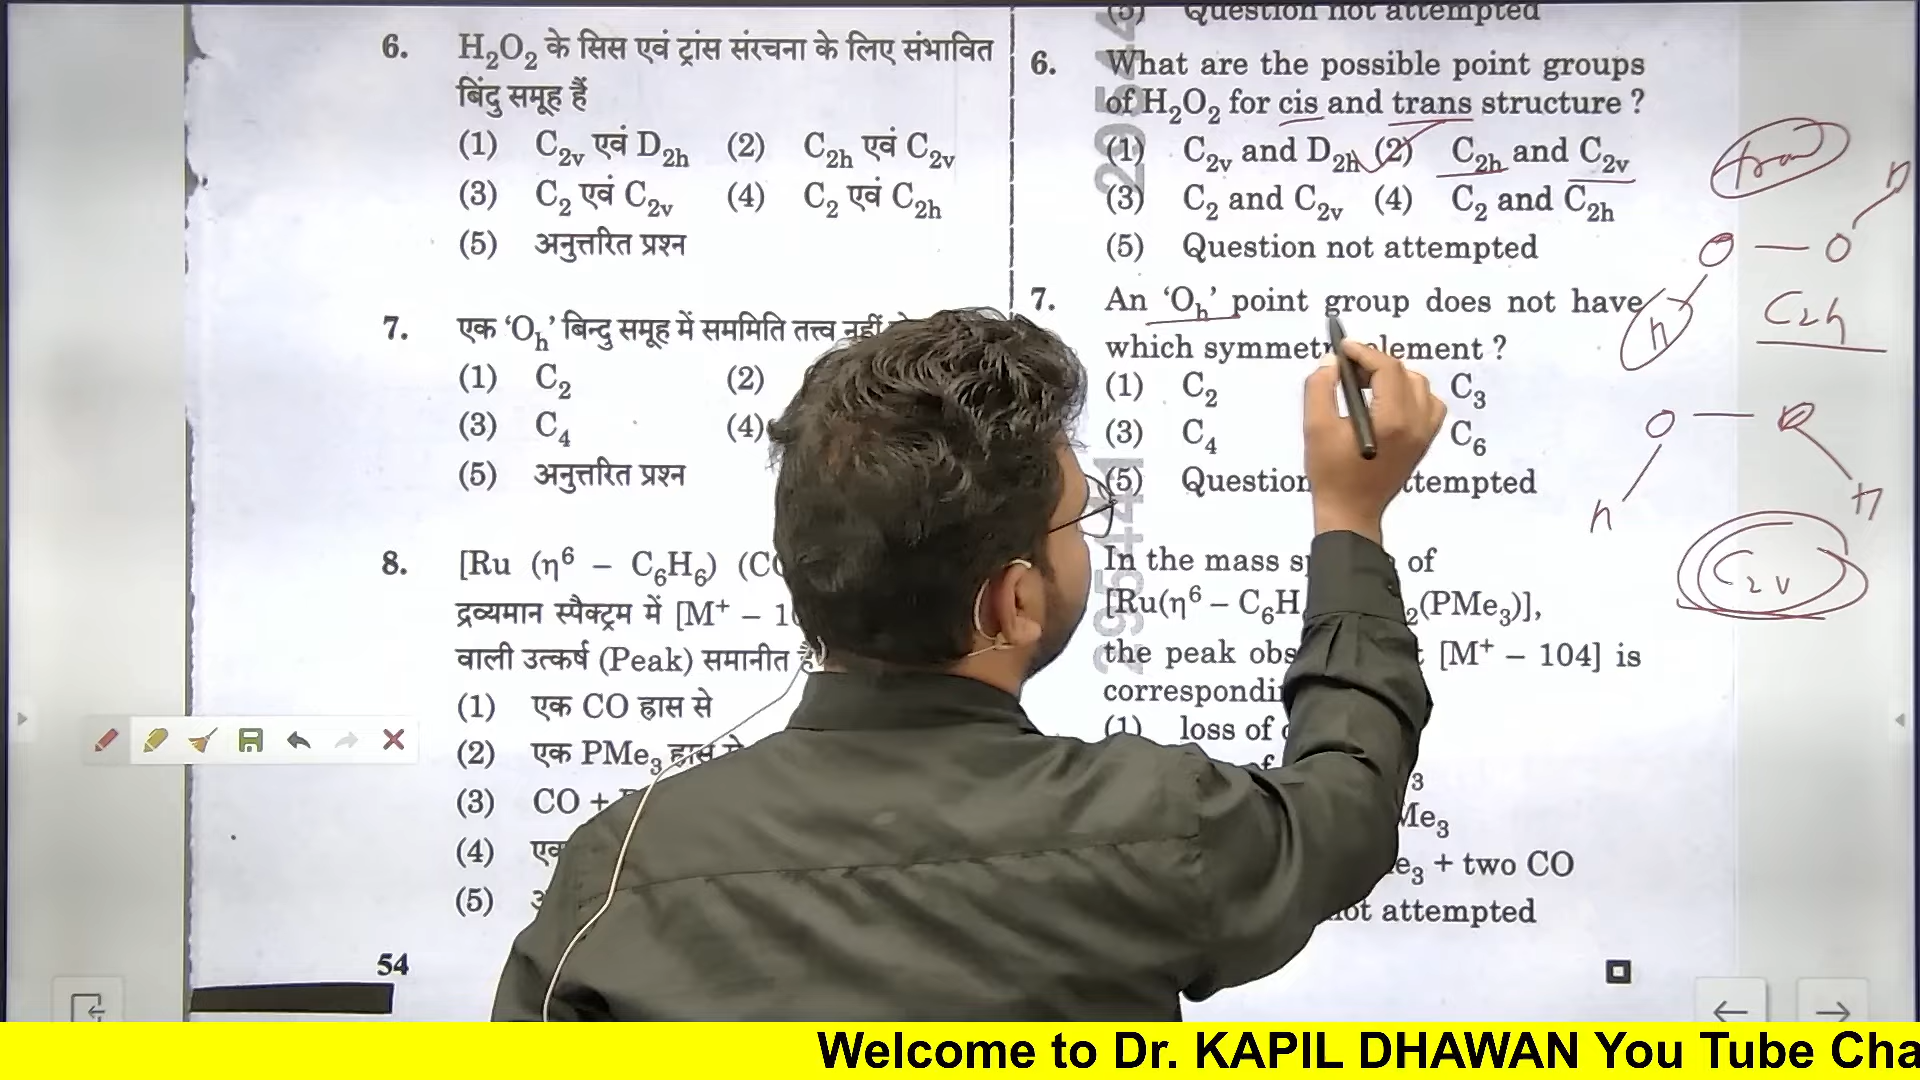 6. H₂O₂ के सिस एवं ट्रांस संरचना के लिए संभावित
बिंदु समूह हैं
(1) C₂ᵥ एवं D₂ₕ (2) C₂ₕ एवं C₂ᵥ
(3) C₂ एवं C₂ᵥ (4) C₂ एवं C₂ₕ
(5) अनुत्तरित प्रश्न
7. एक ‘Oₕ’ बिन्दु समूह में सममिति तत्त्व नहीं
(1) C₂ (2)
(3) C₄ (4)
(5) अनुत्तरित प्रश्न
8. [Ru (η⁶ – C₆H₆)
द्रव्यमान स्पैक्ट्रम में [M⁺ –
वाली उत्कर्ष (Peak) समानीत है
(1) एक CO ह्रास से
(2) एक PMe₃ ह्रास से
(3) CO +
(4)
(5)
54
(5) Question not attempted
6. What are the possible point groups
of H₂O₂ for cis and trans structure ?
(1) C₂ᵥ and D₂ₕ (2) C₂ₕ and C₂ᵥ
(3) C₂ and C₂ᵥ (4) C₂ and C₂ₕ
(5) Question not attempted
7. An ‘Oₕ’ point group does not have
which element ?
(1) C₂ C₃
(3) C₄ C₆
(5) Question attempted
In the mass of
[Ru(η⁶ – C₆H ₂(PMe₃)],
the peak [M⁺ – 104] is
(1) loss of
3
Me₃
+ two CO
not attempted
O — O
H
C₂ₕ
O — O
H H
C₂ᵥ
Welcome to Dr. KAPIL DHAWAN You Tube Cha